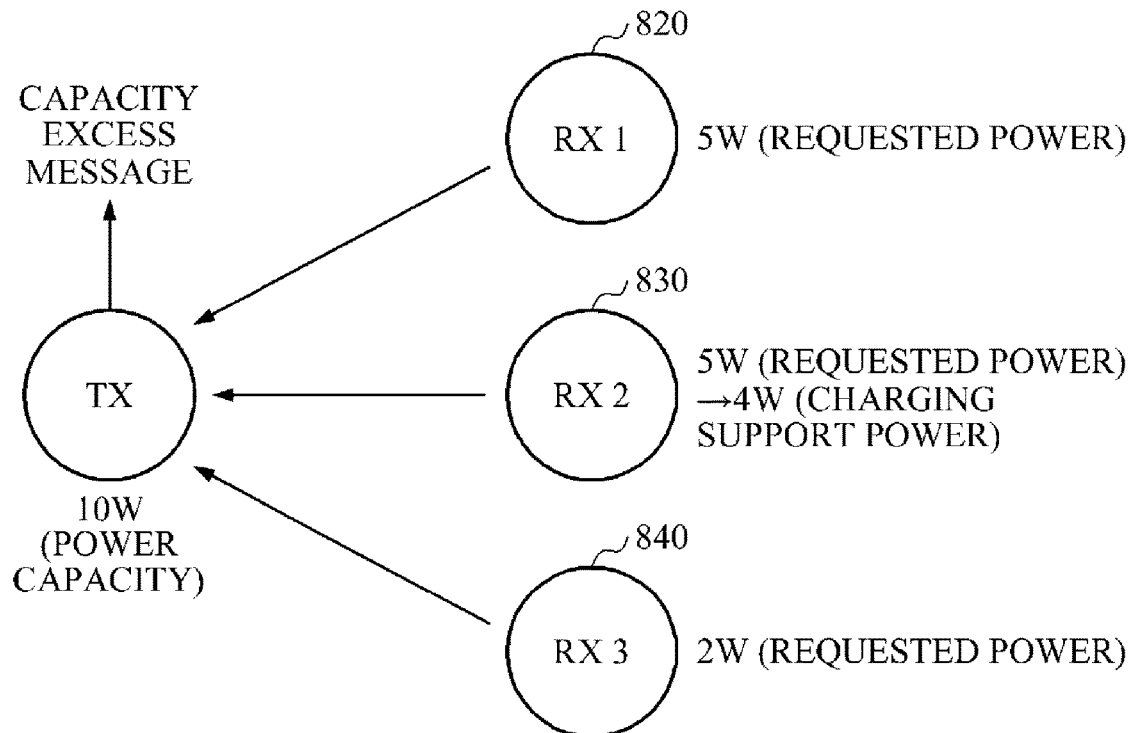 820
CAPACITY
EXCESS
MESSAGE
RX 1
5W (REQUESTED POWER)
830
TX
RX 2
5W (REQUESTED POWER)
→4W (CHARGING
SUPPORT POWER)
10W
(POWER
CAPACITY)
840
RX 3
2W (REQUESTED POWER)